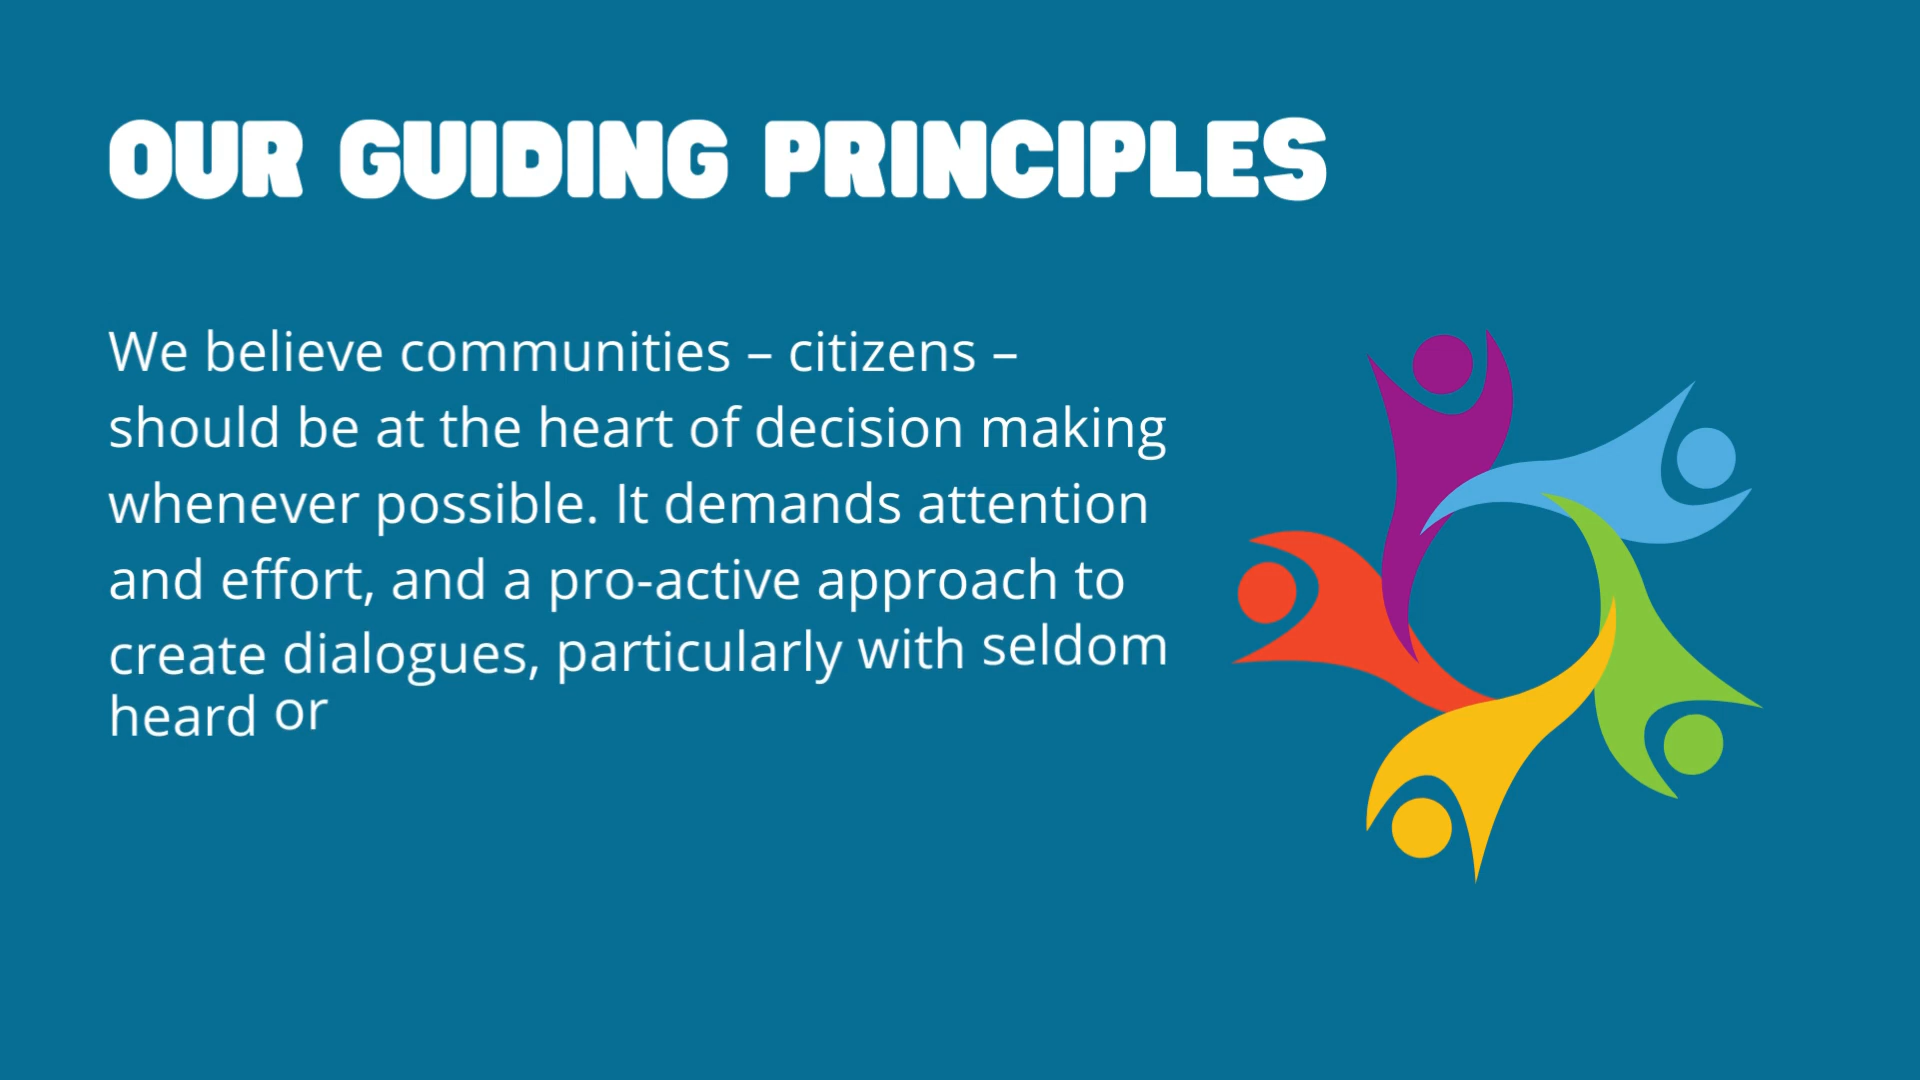 OUR GUIDING PRINCIPLES
We believe communities – citizens –
should be at the heart of decision making
whenever possible. It demands attention
and effort, and a pro-active approach to
create dialogues, particularly with seldom
heard or